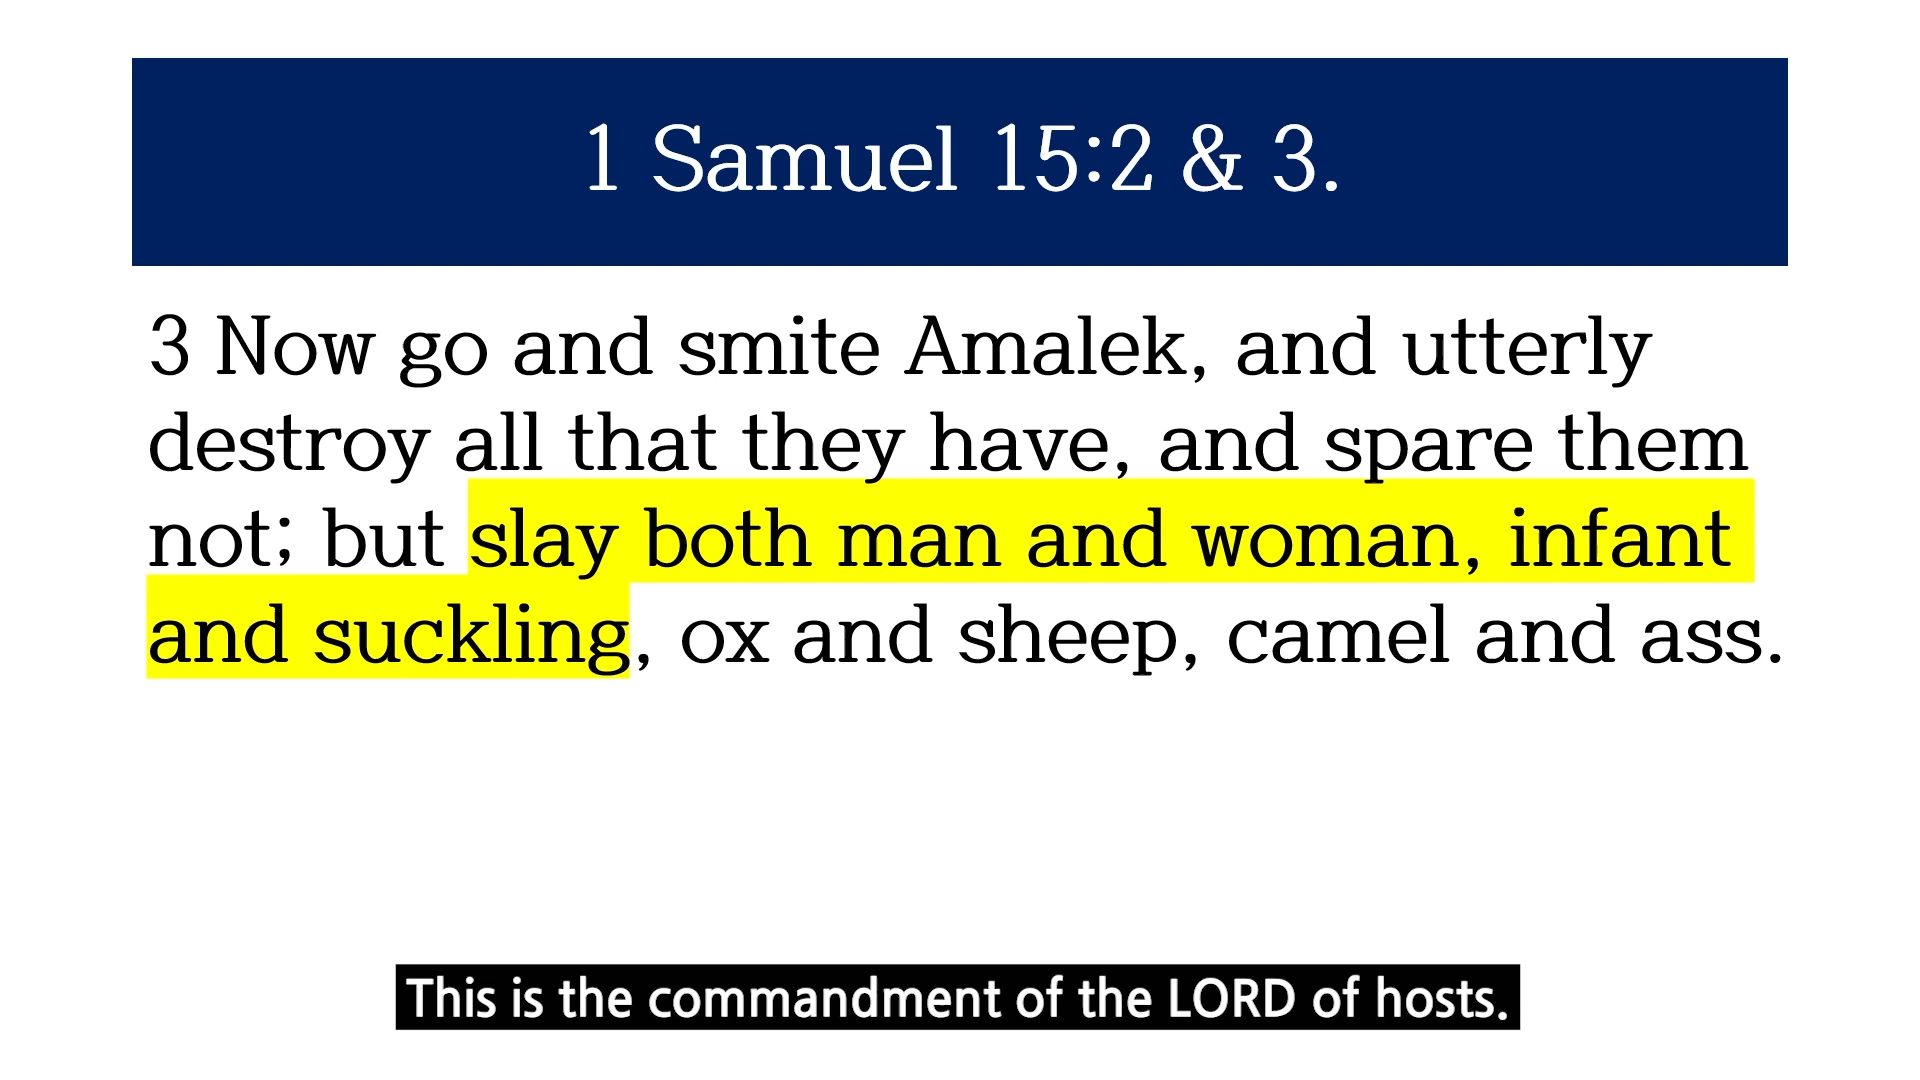 1 Samuel 15:2 & 3.
3 Now go and smite Amalek, and utterly
destroy all that they have, and spare them
not; but slay both man and woman, infant
and suckling, ox and sheep, camel and ass.
This is the commandment of the LORD of hosts.